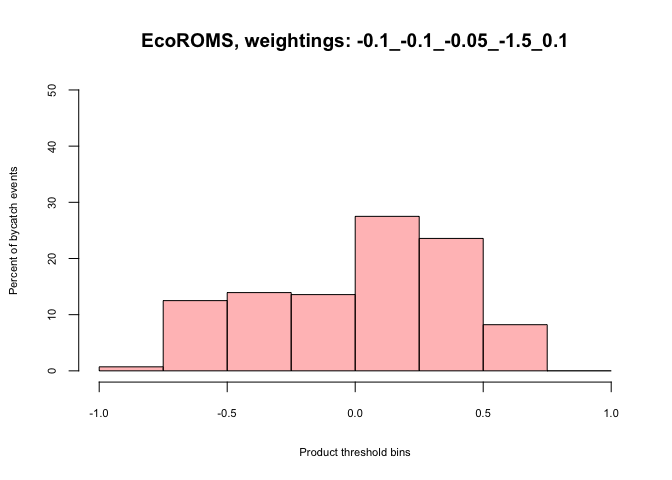 EcoROMS, weightings: -0.1_-0.1_-0.05_-1.5_0.1
50
40
30
20
10
0
Percent of bycatch events
-1.0 -0.5 0.0 0.5 1.0
Product threshold bins